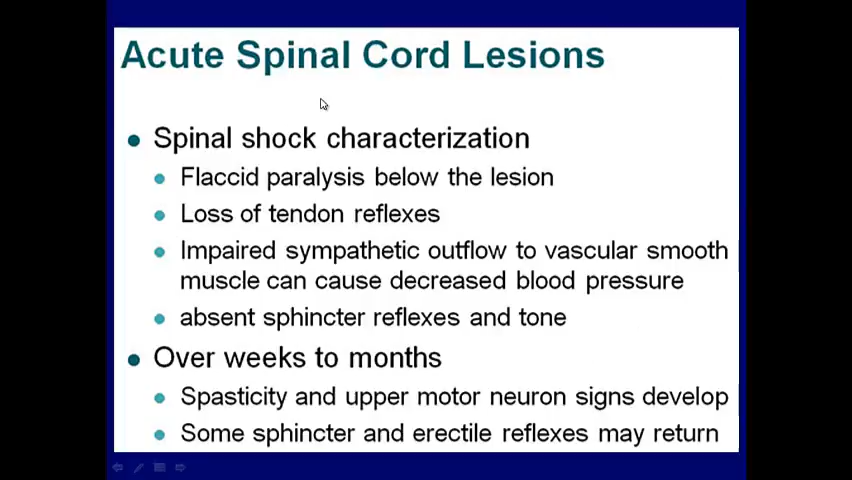 Acute Spinal Cord Lesions
Spinal shock characterization
Flaccid paralysis below the lesion
Loss of tendon reflexes
Impaired sympathetic outflow to vascular smooth
muscle can cause decreased blood pressure
absent sphincter reflexes and tone
Over weeks to months
Spasticity and upper motor neuron signs develop
Some sphincter and erectile reflexes may return